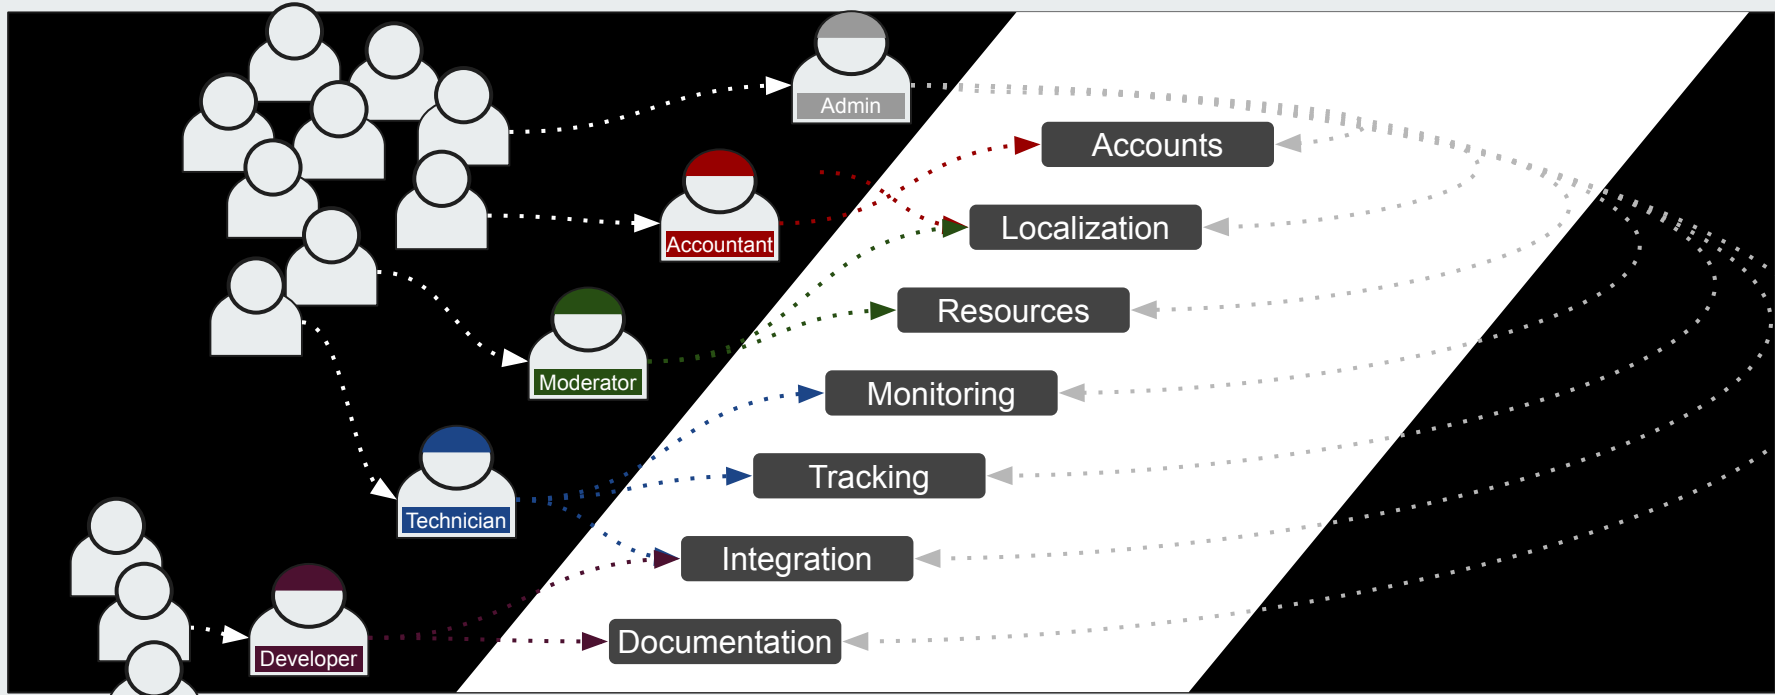 Admin
Accounts
Accountant
Localization
Resources
Moderator
Monitoring
Tracking
Technician
Integration
Documentation
Developer